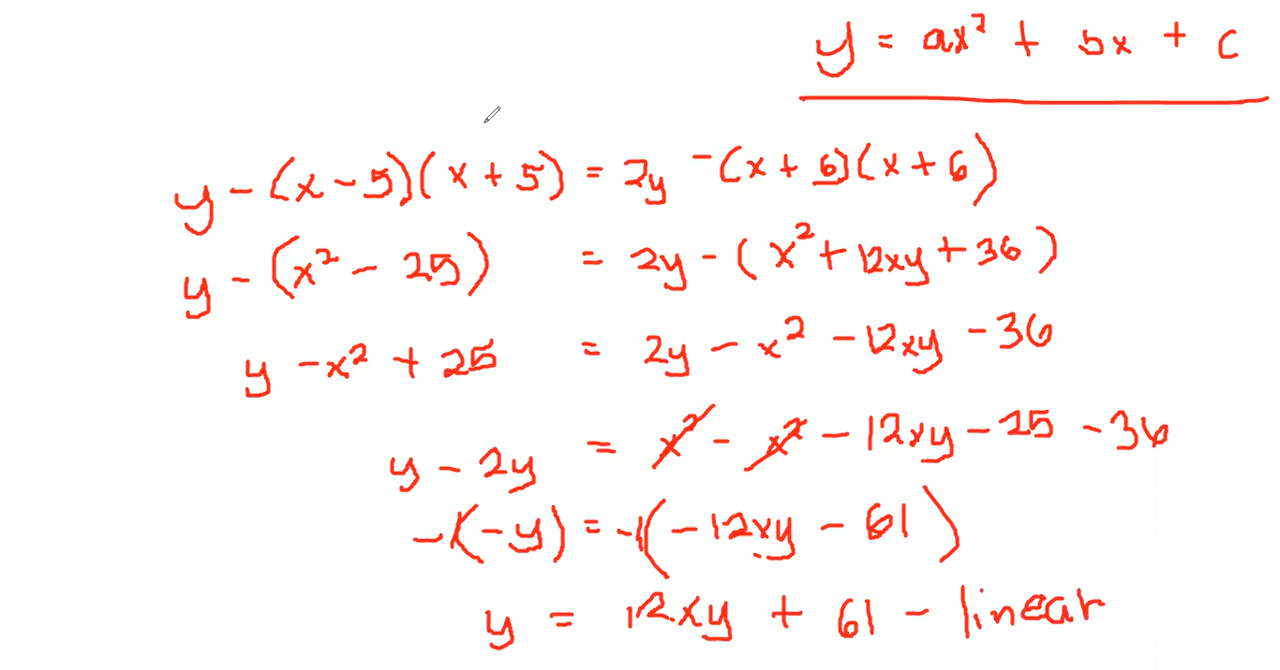 y = ax² + bx + c
y - (x - 5)(x + 5) = 2y - (x + 6)(x + 6)
y - (x² - 25) = 2y - (x² + 12xy + 36)
y - x² + 25 = 2y - x² - 12xy - 36
y - 2y = x² - x² - 12xy - 25 - 36
-1(-y) = -1(-12xy - 61)
y = 12xy + 61 - linear